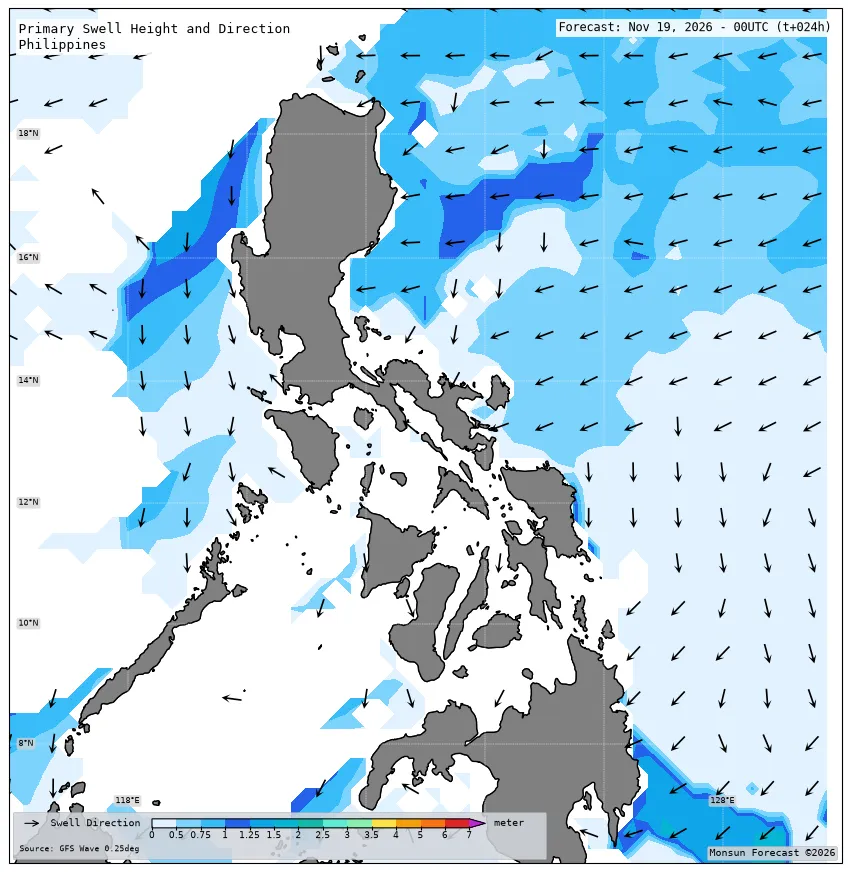 Primary Swell Height and Direction
Philippines
Forecast: Nov 19, 2026 - 00UTC (t+024h)
18°N
16°N
14°N
12°N
10°N
8°N
118°E
128°E
Swell Direction
0 0.5 0.75 1 1.25 1.5 2 2.5 3 3.5 4 5 6 7
meter
Source: GFS Wave 0.25deg
Monsun Forecast ©2026